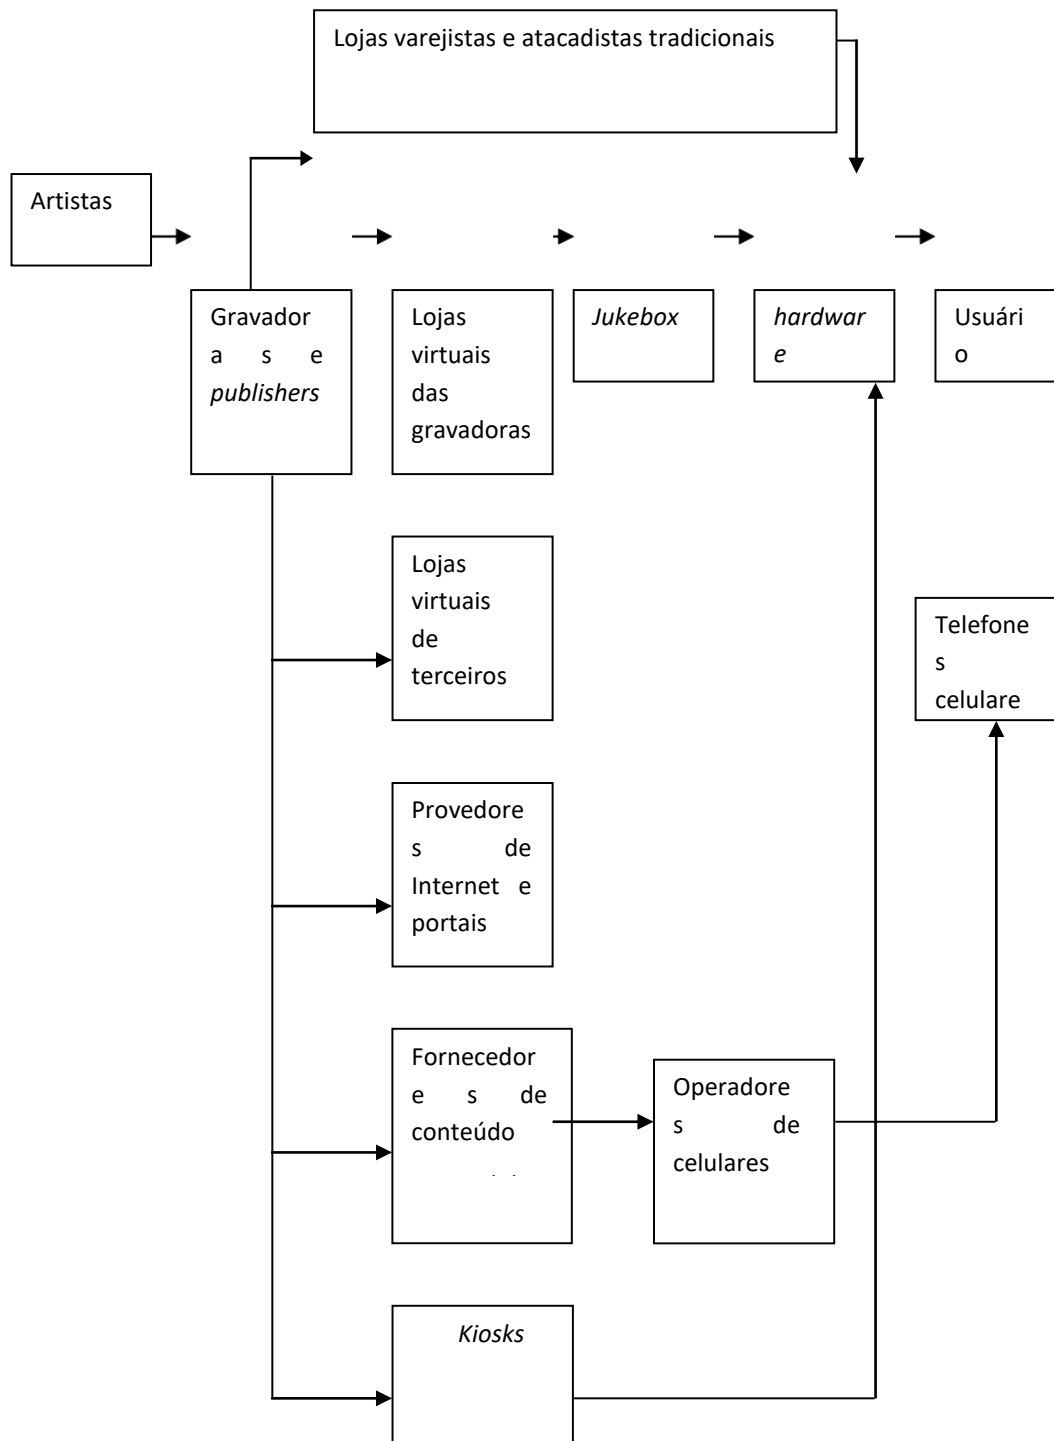 Lojas varejistas e atacadistas tradicionais
Artistas
Gravador
a s e
publishers
Lojas
virtuais
das
gravadoras
Jukebox
hardwar
e
Usuári
o
Lojas
virtuais
de
terceiros
Telefone
s
celulare
Provedore
s de
Internet e
portais
Fornecedor
e s de
conteúdo
Operadore
s de
celulares
Kiosks